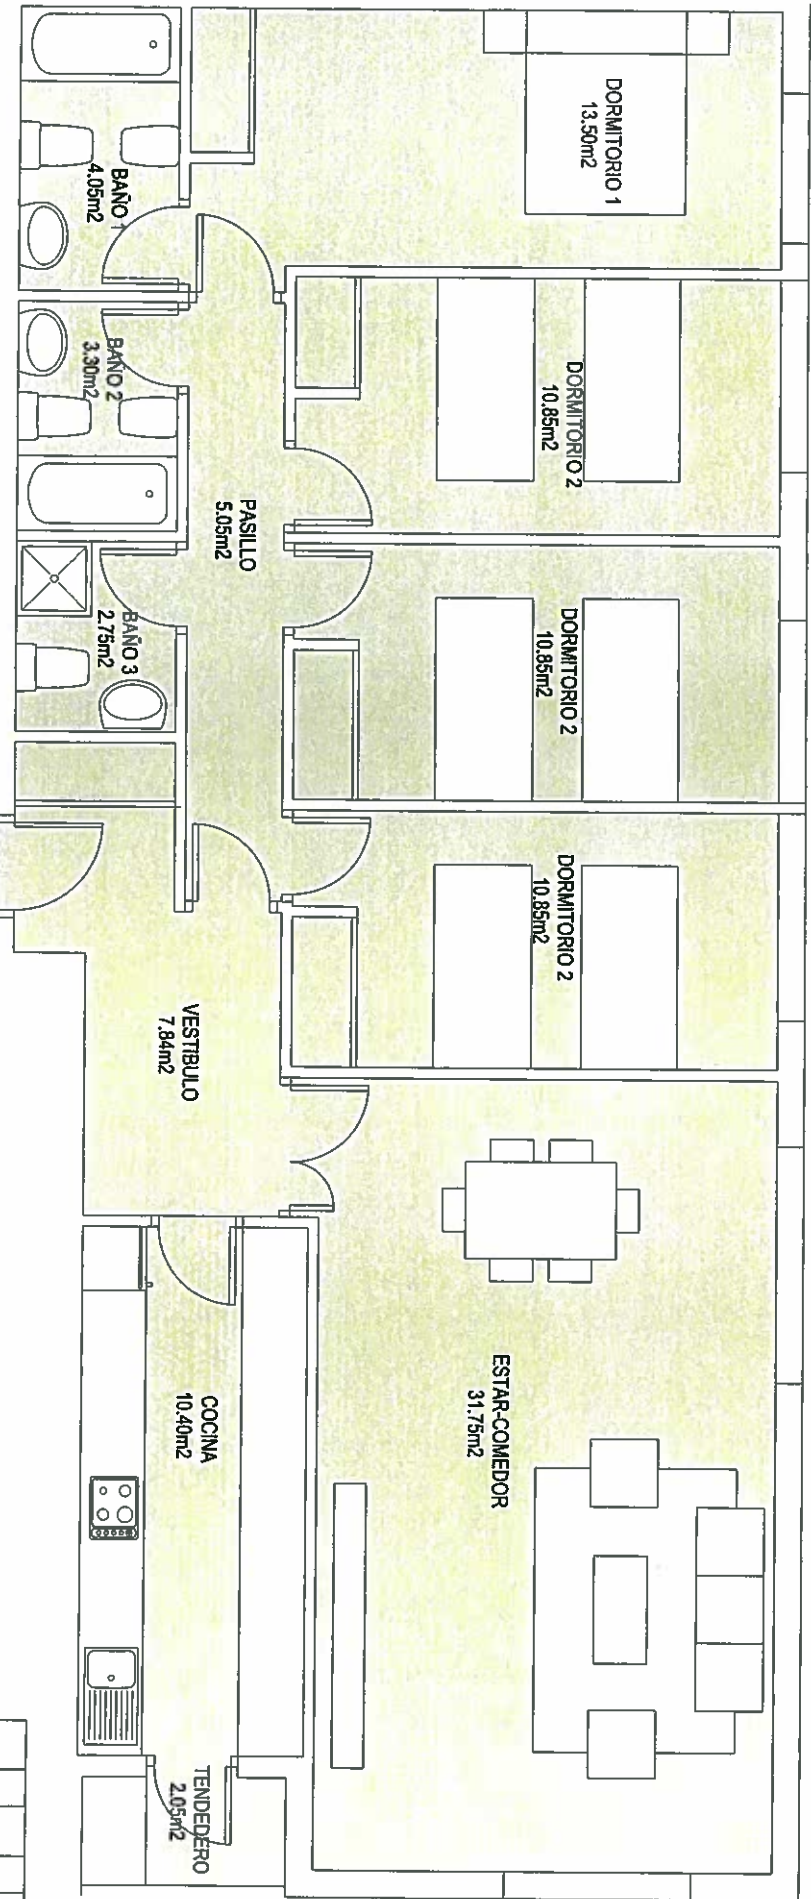 DORMITORIO 1
13.50m2
BAÑO 1
4.05m2
DORMITORIO 2
10.85m2
BAÑO 2
3.30m2
PASILLO
5.05m2
DORMITORIO 2
10.85m2
BAÑO 3
2.75m2
DORMITORIO 2
10.85m2
VESTIBULO
7.84m2
ESTAR-COMEDOR
31.75m2
COCINA
10.40m2
TENDEDERO
2.05m2